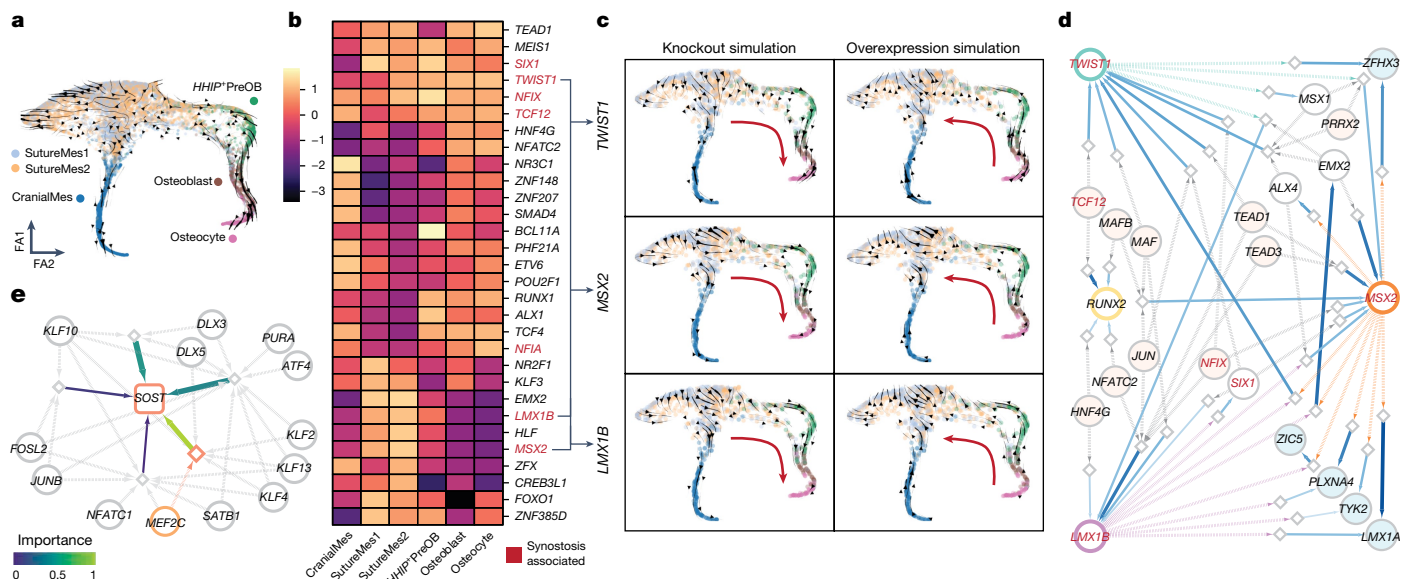 a
HHIP+PreOB
SutureMes1
SutureMes2
CranialMes
Osteoblast
Osteocyte
FA1
FA2
b
1
0
−1
−2
−3
TEAD1
MEIS1
SIX1
TWIST1
NFIX
TCF12
HNF4G
NFATC2
NR3C1
ZNF148
ZNF207
SMAD4
BCL11A
PHF21A
ETV6
POU2F1
RUNX1
ALX1
TCF4
NFIA
NR2F1
KLF3
EMX2
LMX1B
HLF
MSX2
ZFX
CREB3L1
FOXO1
ZNF385D
CranialMes
SutureMes1
SutureMes2
HHIP+PreOB
Osteoblast
Osteocyte
Synostosis
associated
c
Knockout simulation
Overexpression simulation
TWIST1
MSX2
LMX1B
d
TWIST1
ZFHX3
MSX1
PRRX2
EMX2
ALX4
TCF12
MAFB
MAF
TEAD1
TEAD3
RUNX2
MSX2
JUN
NFIX
SIX1
NFATC2
HNF4G
ZIC5
PLXNA4
TYK2
LMX1B
LMX1A
e
KLF10
DLX3
DLX5
PURA
ATF4
SOST
FOSL2
KLF2
JUNB
KLF13
KLF4
NFATC1
MEF2C
SATB1
Importance
0
0.5
1